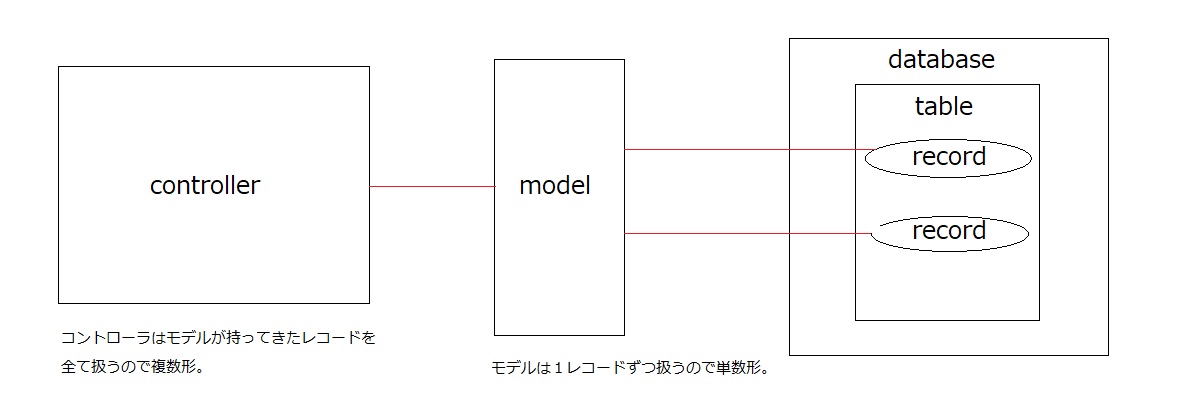 database
table
record
controller
model
record
コントローラはモデルが持ってきたレコードを
全て扱うので複数形。
モデルは１レコードずつ扱うので単数形。